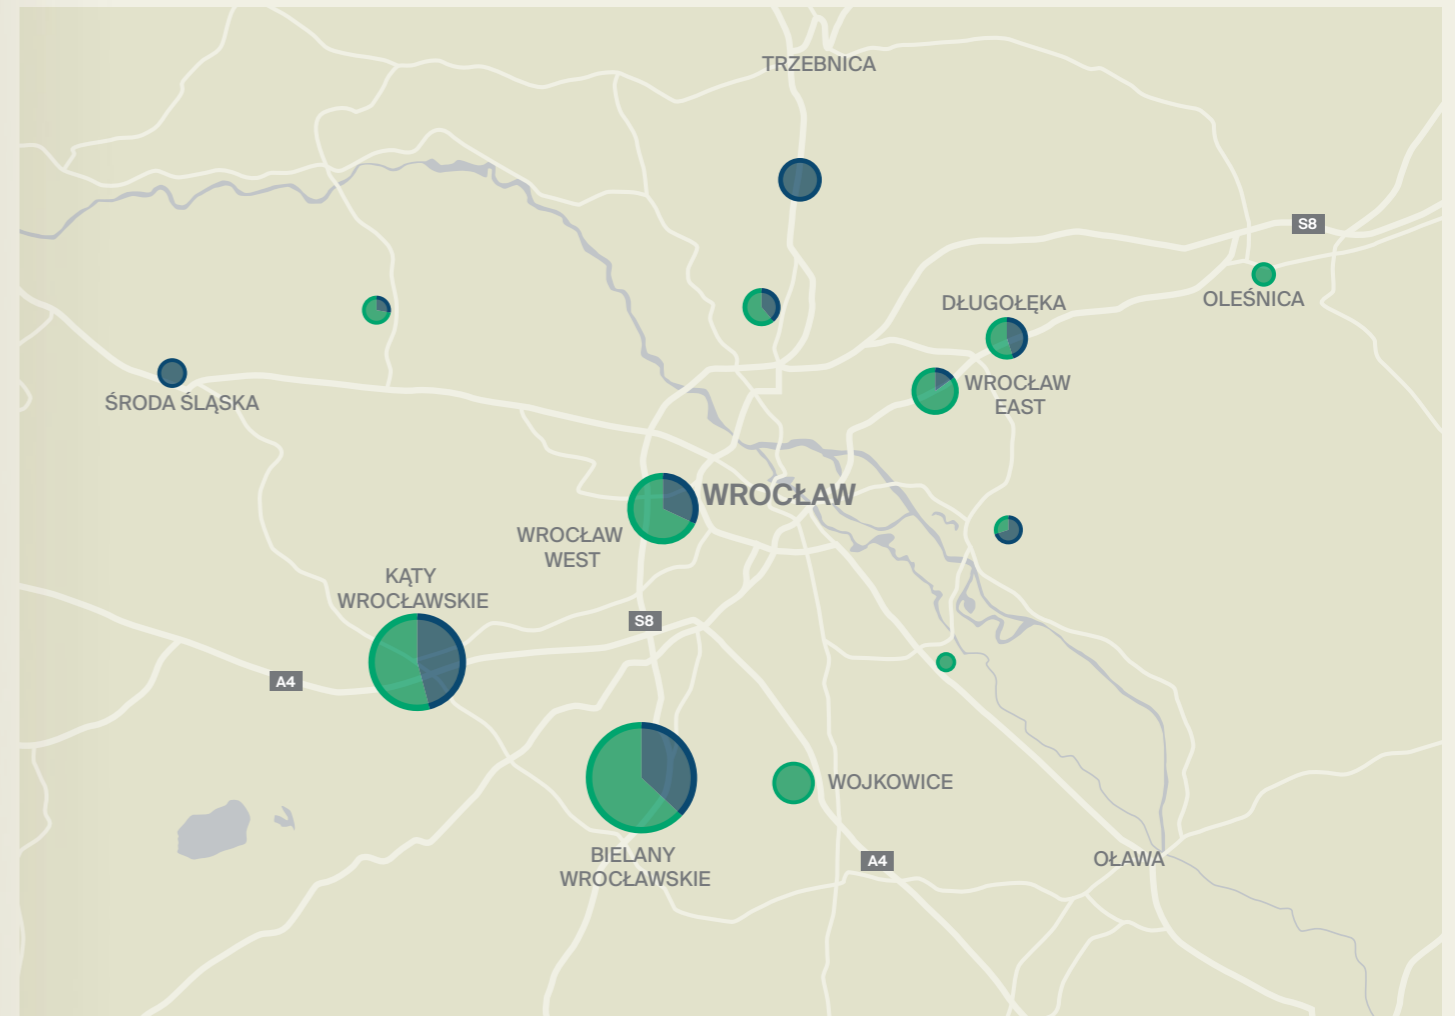 TRZEBNICA
S8
OLEŚNICA
DŁUGOŁĘKA
WROCŁAW
EAST
ŚRODA ŚLĄSKA
WROCŁAW
WROCŁAW
WEST
KĄTY
WROCŁAWSKIE
S8
A4
WOJKOWICE
BIELANY
WROCŁAWSKIE
A4
OŁAWA